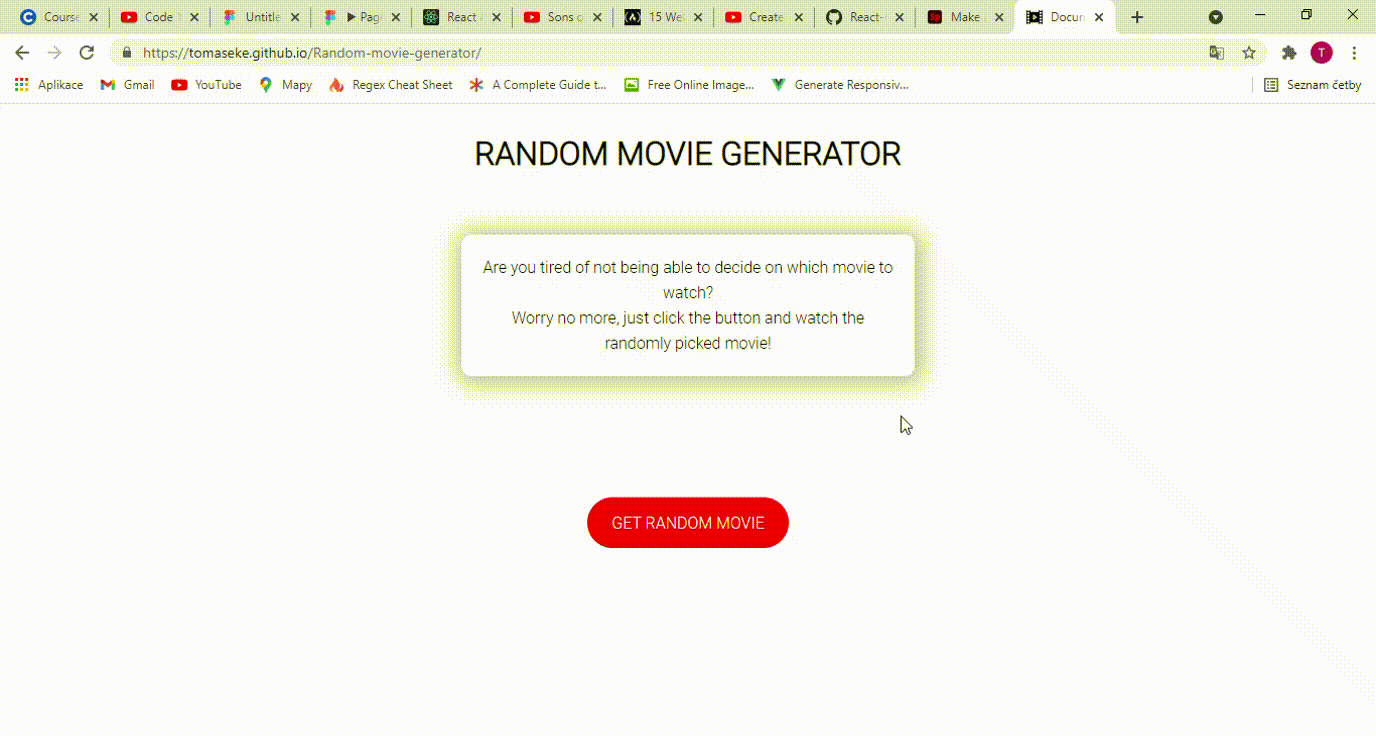 Course Code Untitle ▶ Pag React Sons o 15 We Create React- Make Docur
https://tomaseke.github.io/Random-movie-generator/ T
Aplikace Gmail YouTube Mapy Regex Cheat Sheet A Complete Guide t... Free Online Image... Generate Responsiv... Seznam četby
RANDOM MOVIE GENERATOR
Are you tired of not being able to decide on which movie to
watch?
Worry no more, just click the button and watch the
randomly picked movie!
GET RANDOM MOVIE